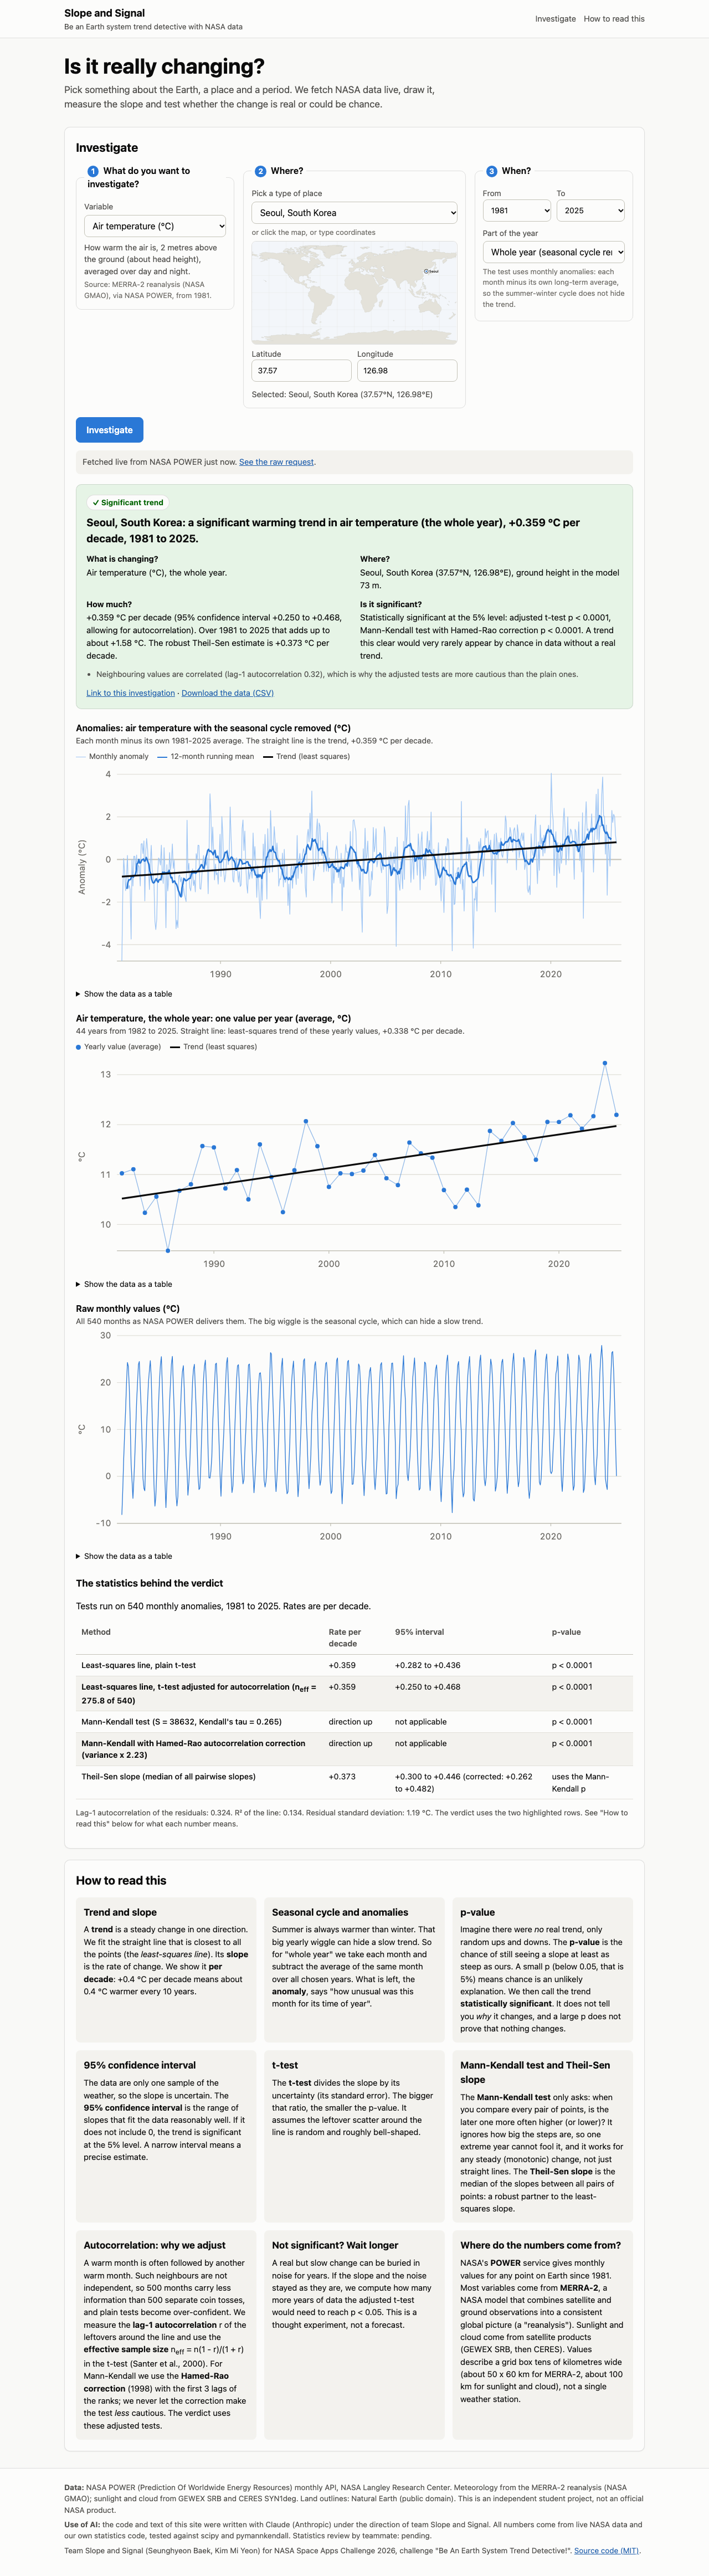 Slope and Signal
Be an Earth system trend detective with NASA data
Investigate
How to read this
Is it really changing?
Pick something about the Earth, a place and a period. We fetch NASA data live, draw it,
measure the slope and test whether the change is real or could be chance.
Investigate
1 What do you want to
investigate?
Variable
Air temperature (°C)
How warm the air is, 2 metres above
the ground (about head height),
averaged over day and night.
Source: MERRA-2 reanalysis (NASA
GMAO), via NASA POWER, from 1981.
2 Where?
Pick a type of place
Seoul, South Korea
or click the map, or type coordinates
Seoul
Latitude
Longitude
37.57
126.98
Selected: Seoul, South Korea (37.57°N, 126.98°E)
3 When?
From
To
1981
2025
Part of the year
Whole year (seasonal cycle rei
The test uses monthly anomalies: each
month minus its own long-term average,
so the summer-winter cycle does not hide
the trend.
Investigate
Fetched live from NASA POWER just now. See the raw request.
✓ Significant trend
Seoul, South Korea: a significant warming trend in air temperature (the whole year), +0.359 °C per
decade, 1981 to 2025.
What is changing?
Air temperature (°C), the whole year.
Where?
Seoul, South Korea (37.57°N, 126.98°E), ground height in the model
73 m.
How much?
+0.359 °C per decade (95% confidence interval +0.250 to +0.468,
allowing for autocorrelation). Over 1981 to 2025 that adds up to
about +1.58 °C. The robust Theil-Sen estimate is +0.373 °C per
decade.
Is it significant?
Statistically significant at the 5% level: adjusted t-test p < 0.0001,
Mann-Kendall test with Hamed-Rao correction p < 0.0001. A trend
this clear would very rarely appear by chance in data without a real
trend.
• Neighbouring values are correlated (lag-1 autocorrelation 0.32), which is why the adjusted tests are more cautious than the plain ones.
Link to this investigation · Download the data (CSV)
Anomalies: air temperature with the seasonal cycle removed (°C)
Each month minus its own 1981-2025 average. The straight line is the trend, +0.359 °C per decade.
Monthly anomaly
12-month running mean
Trend (least squares)
Anomaly (°C)
4
2
0
-2
-4
1990
2000
2010
2020
▶ Show the data as a table
Air temperature, the whole year: one value per year (average, °C)
44 years from 1982 to 2025. Straight line: least-squares trend of these yearly values, +0.338 °C per decade.
Yearly value (average)
Trend (least squares)
°C
13
12
11
10
1990
2000
2010
2020
▶ Show the data as a table
Raw monthly values (°C)
All 540 months as NASA POWER delivers them. The big wiggle is the seasonal cycle, which can hide a slow trend.
°C
30
20
10
0
-10
1990
2000
2010
2020
▶ Show the data as a table
The statistics behind the verdict
Tests run on 540 monthly anomalies, 1981 to 2025. Rates are per decade.
Method
Rate per
decade
95% interval
p-value
Least-squares line, plain t-test
+0.359
+0.282 to +0.436
p < 0.0001
Least-squares line, t-test adjusted for autocorrelation (neff =
275.8 of 540)
+0.359
+0.250 to +0.468
p < 0.0001
Mann-Kendall test (S = 38632, Kendall's tau = 0.265)
direction up
not applicable
p < 0.0001
Mann-Kendall with Hamed-Rao autocorrelation correction
(variance x 2.23)
direction up
not applicable
p < 0.0001
Theil-Sen slope (median of all pairwise slopes)
+0.373
+0.300 to +0.446 (corrected: +0.262
to +0.482)
uses the Mann-
Kendall p
Lag-1 autocorrelation of the residuals: 0.324. R² of the line: 0.134. Residual standard deviation: 1.19 °C. The verdict uses the two highlighted rows. See "How to
read this" below for what each number means.
How to read this
Trend and slope
A trend is a steady change in one direction.
We fit the straight line that is closest to all
the points (the least-squares line). Its slope
is the rate of change. We show it per
decade: +0.4 °C per decade means about
0.4 °C warmer every 10 years.
Seasonal cycle and anomalies
Summer is always warmer than winter. That
big yearly wiggle can hide a slow trend. So
for "whole year" we take each month and
subtract the average of the same month
over all chosen years. What is left, the
anomaly, says "how unusual was this
month for its time of year".
p-value
Imagine there were no real trend, only
random ups and downs. The p-value is the
chance of still seeing a slope at least as
steep as ours. A small p (below 0.05, that is
5%) means chance is an unlikely
explanation. We then call the trend
statistically significant. It does not tell
you why it changes, and a large p does not
prove that nothing changes.
95% confidence interval
The data are only one sample of the
weather, so the slope is uncertain. The
95% confidence interval is the range of
slopes that fit the data reasonably well. If it
does not include 0, the trend is significant
at the 5% level. A narrow interval means a
precise estimate.
t-test
The t-test divides the slope by its
uncertainty (its standard error). The bigger
that ratio, the smaller the p-value. It
assumes the leftover scatter around the
line is random and roughly bell-shaped.
Mann-Kendall test and Theil-Sen
slope
The Mann-Kendall test only asks: when
you compare every pair of points, is the
later one more often higher (or lower)? It
ignores how big the steps are, so one
extreme year cannot fool it, and it works for
any steady (monotonic) change, not just
straight lines. The Theil-Sen slope is the
median of the slopes between all pairs of
points: a robust partner to the least-
squares slope.
Autocorrelation: why we adjust
A warm month is often followed by another
warm month. Such neighbours are not
independent, so 500 months carry less
information than 500 separate coin tosses,
and plain tests become over-confident. We
measure the lag-1 autocorrelation r of the
leftovers around the line and use the
effective sample size neff = n(1 - r)/(1 + r)
in the t-test (Santer et al., 2000). For
Mann-Kendall we use the Hamed-Rao
correction (1998) with the first 3 lags of
the ranks; we never let the correction make
the test less cautious. The verdict uses
these adjusted tests.
Not significant? Wait longer
A real but slow change can be buried in
noise for years. If the slope and the noise
stayed as they are, we compute how many
more years of data the adjusted t-test
would need to reach p < 0.05. This is a
thought experiment, not a forecast.
Where do the numbers come from?
NASA's POWER service gives monthly
values for any point on Earth since 1981.
Most variables come from MERRA-2, a
NASA model that combines satellite and
ground observations into a consistent
global picture (a "reanalysis"). Sunlight and
cloud come from satellite products
(GEWEX SRB, then CERES). Values
describe a grid box tens of kilometres wide
(about 50 x 60 km for MERRA-2, about 100
km for sunlight and cloud), not a single
weather station.
Data: NASA POWER (Prediction Of Worldwide Energy Resources) monthly API, NASA Langley Research Center. Meteorology from the MERRA-2 reanalysis (NASA
GMAO); sunlight and cloud from GEWEX SRB and CERES SYN1deg. Land outlines: Natural Earth (public domain). This is an independent student project, not an official
NASA product.
Use of AI: the code and text of this site were written with Claude (Anthropic) under the direction of team Slope and Signal. All numbers come from live NASA data and
our own statistics code, tested against scipy and pymannkendall. Statistics review by teammate: pending.
Team Slope and Signal (Seunghyeon Baek, Kim Mi Yeon) for NASA Space Apps Challenge 2026, challenge "Be An Earth System Trend Detective!". Source code (MIT).